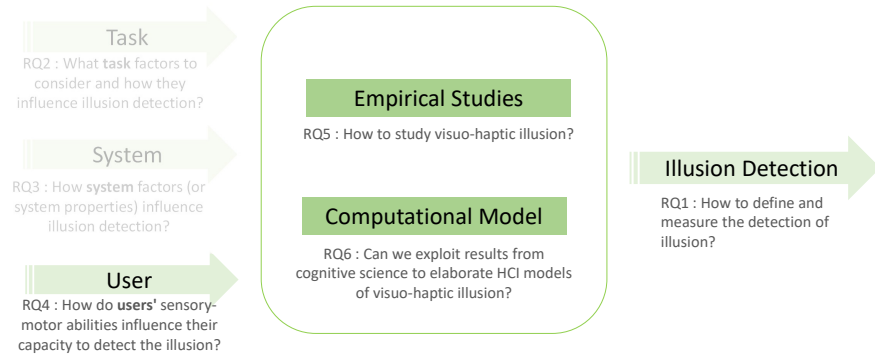 Task
RQ2 : What task factors to
consider and how they
influence illusion detection?
System
RQ3 : How system factors (or
system properties) influence
illusion detection?
User
RQ4 : How do users' sensory-
motor abilities influence their
capacity to detect the illusion?
Empirical Studies
RQ5 : How to study visuo-haptic illusion?
Computational Model
RQ6 : Can we exploit results from
cognitive science to elaborate HCI models
of visuo-haptic illusion?
Illusion Detection
RQ1 : How to define and
measure the detection of
illusion?